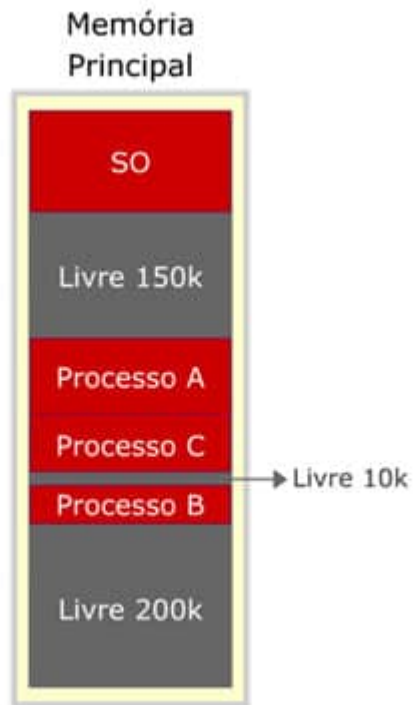 Memória
Principal
SO
Livre 150k
Processo A
Processo C
Livre 10k
Processo B
Livre 200k